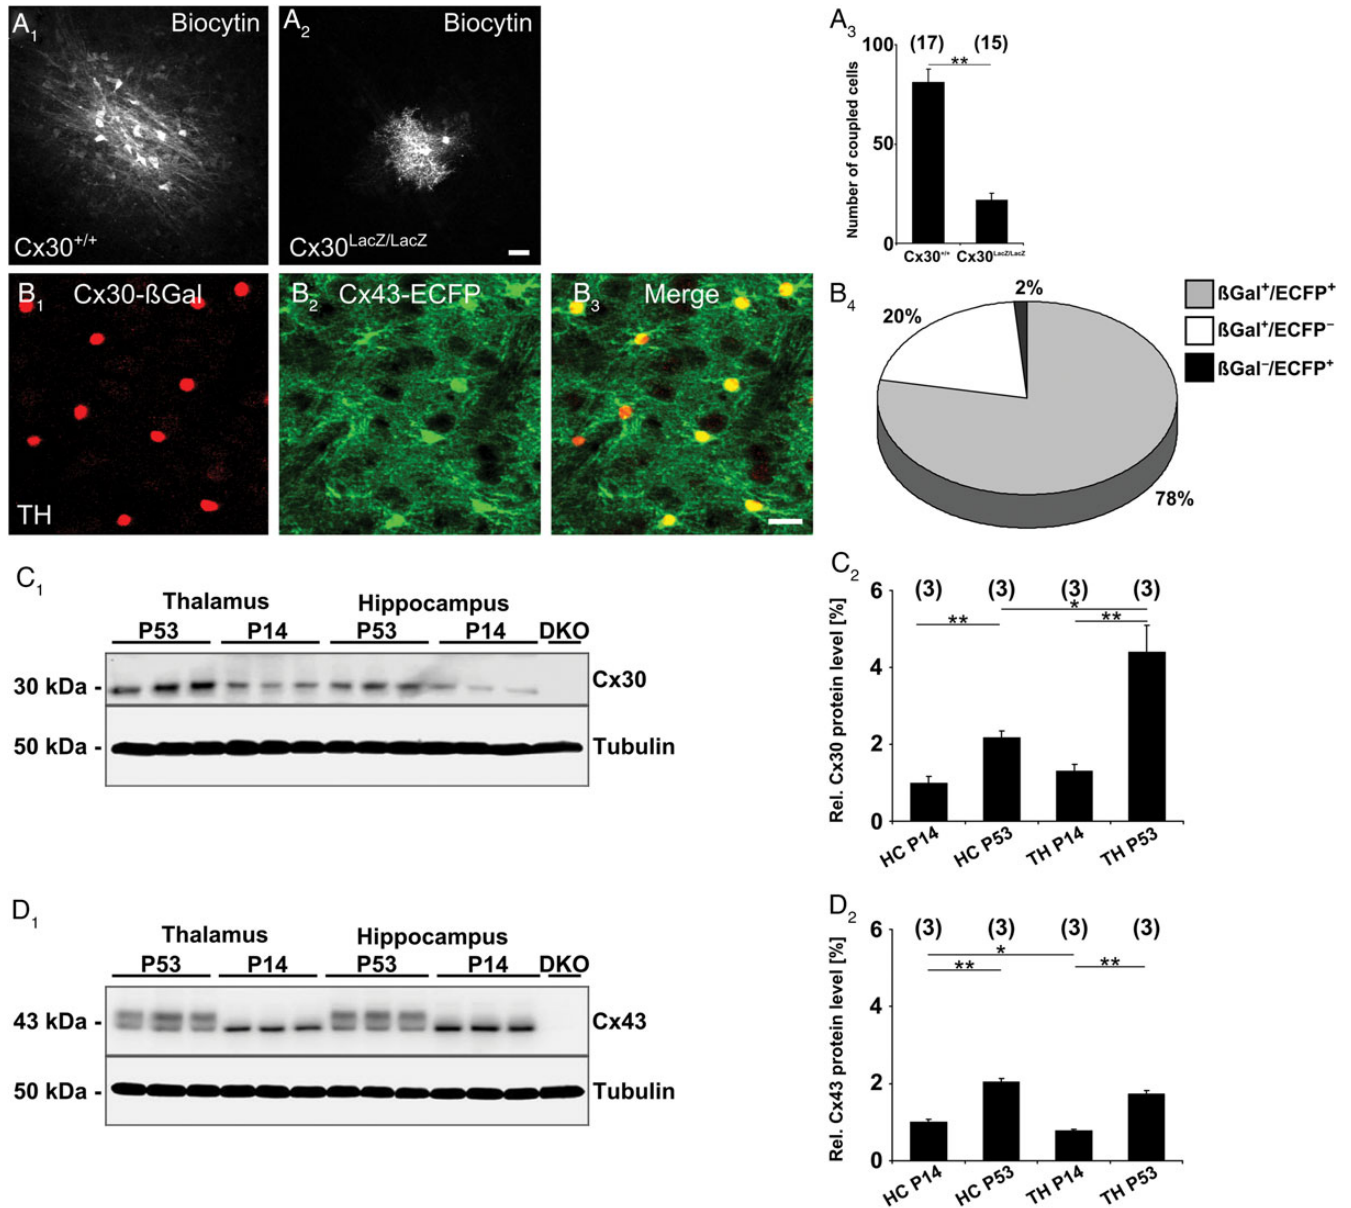 A1 Biocytin
Cx30+/+
A2 Biocytin
Cx30LacZ/LacZ
A3
(17) (15)
**
100
50
0
Number of coupled cells
Cx30+/+ Cx30LacZ/LacZ
B1 Cx30-ßGal
TH
B2 Cx43-ECFP
B3 Merge
B4
2%
20%
78%
ßGal+/ECFP+
ßGal+/ECFP–
ßGal–/ECFP+
C1
Thalamus Hippocampus
P53 P14 P53 P14 DKO
30 kDa - Cx30
50 kDa - Tubulin
C2
(3) (3) (3) (3)
*
** **
6
4
2
0
Rel. Cx30 protein level [%]
HC P14 HC P53 TH P14 TH P53
D1
Thalamus Hippocampus
P53 P14 P53 P14 DKO
43 kDa - Cx43
50 kDa - Tubulin
D2
(3) (3) (3) (3)
*
** **
6
4
2
0
Rel. Cx43 protein level [%]
HC P14 HC P53 TH P14 TH P53